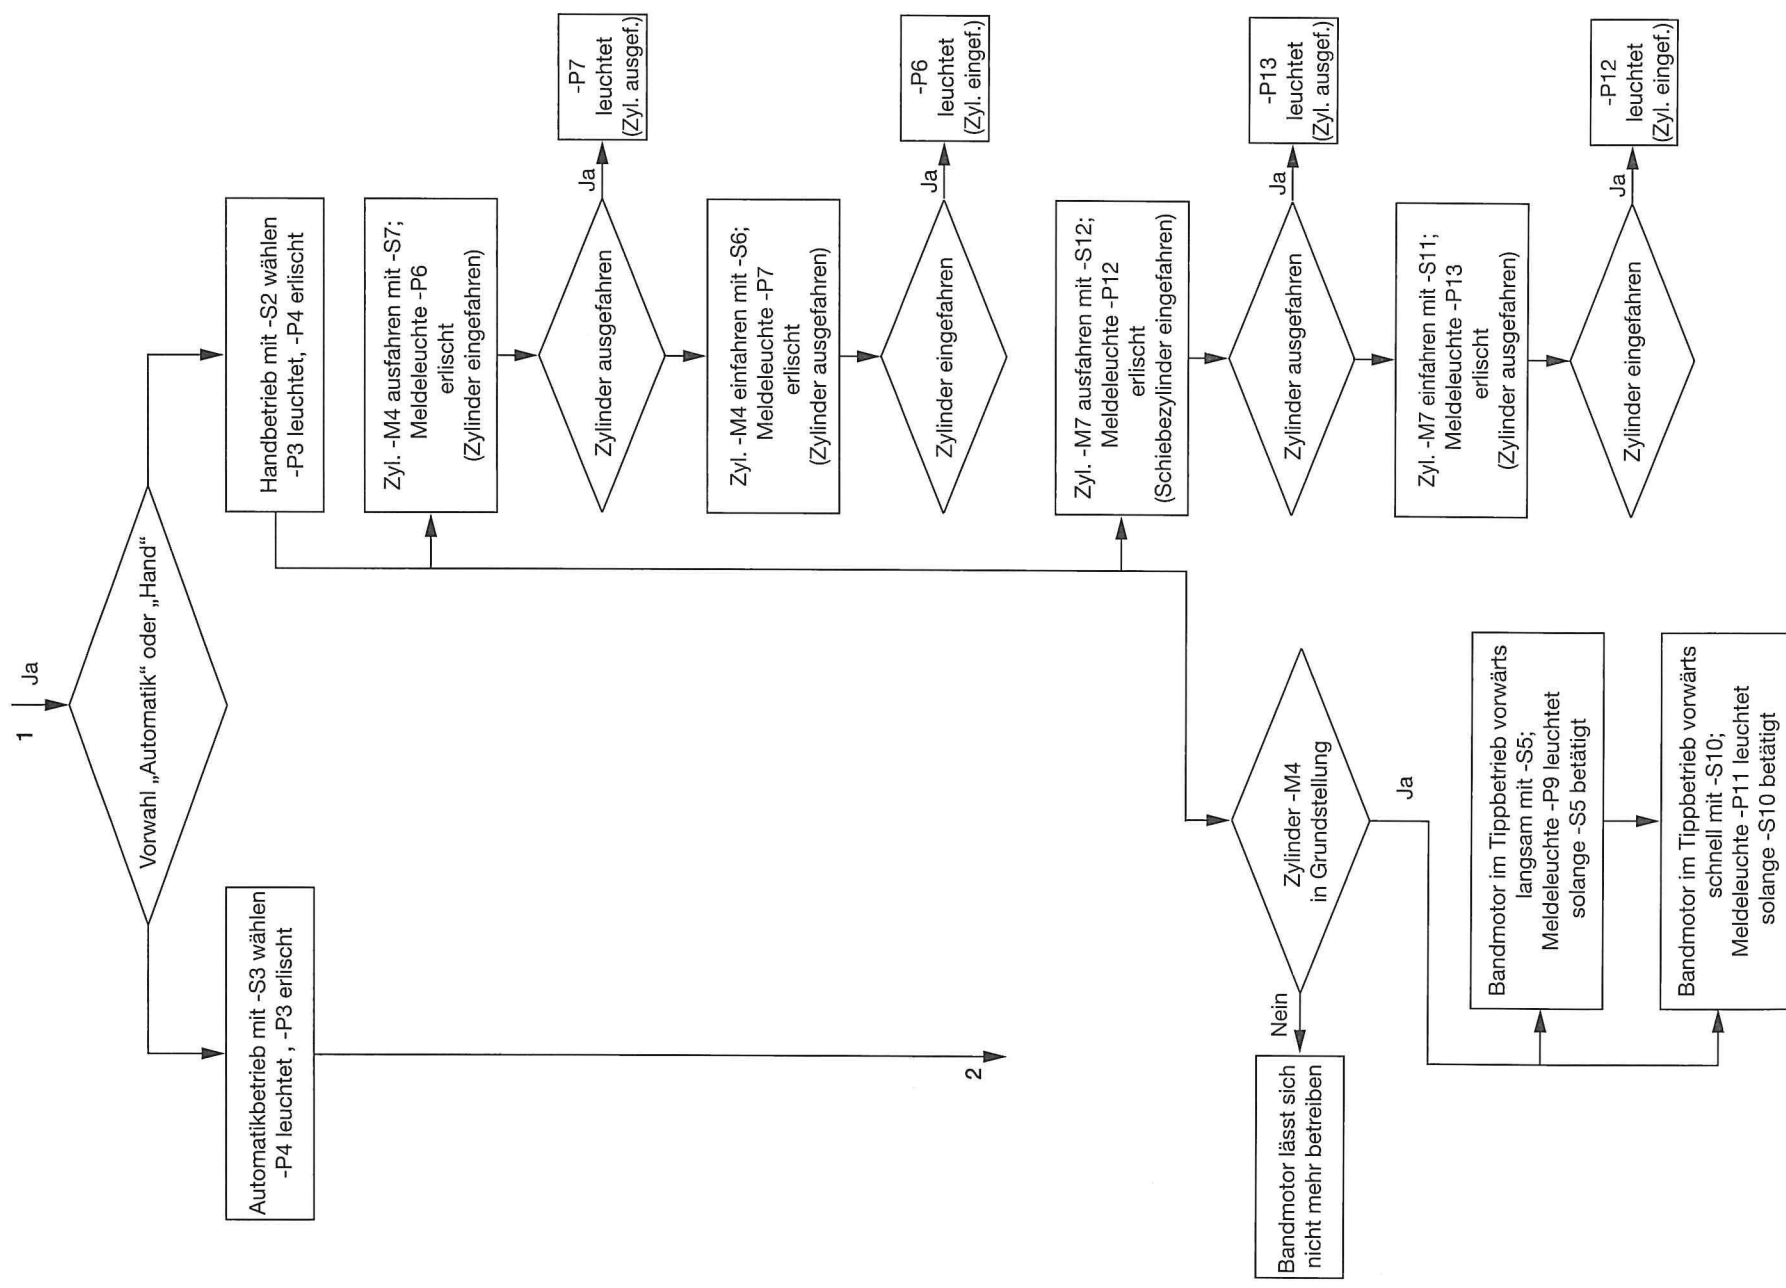 1
Ja
Vorwahl „Automatik“ oder „Hand“
Automatikbetrieb mit -S3 wählen
-P4 leuchtet , -P3 erlischt
2
Handbetrieb mit -S2 wählen
-P3 leuchtet, -P4 erlischt
Zyl. -M4 ausfahren mit -S7;
Meldeleuchte -P6
erlischt
(Zylinder eingefahren)
Zylinder ausgefahren
Ja
-P7
leuchtet
(Zyl. ausgef.)
Zyl. -M4 einfahren mit -S6;
Meldeleuchte -P7
erlischt
(Zylinder ausgefahren)
Zylinder eingefahren
Ja
-P6
leuchtet
(Zyl. eingef.)
Zyl. -M7 ausfahren mit -S12;
Meldeleuchte -P12
erlischt
(Schiebezylinder eingefahren)
Zylinder ausgefahren
Ja
-P13
leuchtet
(Zyl. ausgef.)
Zyl. -M7 einfahren mit -S11;
Meldeleuchte -P13
erlischt
(Zylinder ausgefahren)
Zylinder eingefahren
Ja
-P12
leuchtet
(Zyl. eingef.)
Zylinder -M4
in Grundstellung
Nein
Bandmotor lässt sich
nicht mehr betreiben
Ja
Bandmotor im Tippbetrieb vorwärts
langsam mit -S5;
Meldeleuchte -P9 leuchtet
solange -S5 betätigt
Bandmotor im Tippbetrieb vorwärts
schnell mit -S10;
Meldeleuchte -P11 leuchtet
solange -S10 betätigt